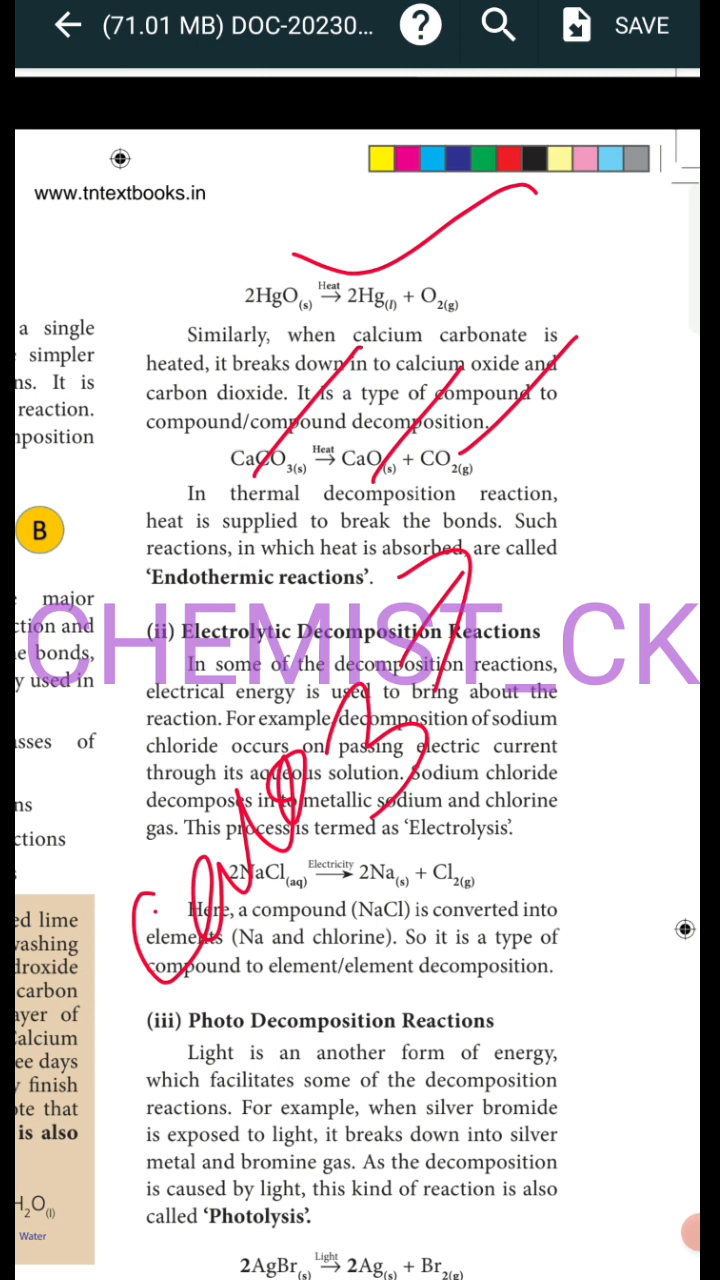 (71.01 MB) DOC-20230... ? SAVE
www.tntextbooks.in
2HgO(s) Heat→ 2Hg(l) + O2(g)
Similarly, when calcium carbonate is
heated, it breaks down in to calcium oxide and
carbon dioxide. It is a type of compound to
compound/compound decomposition.
CaCO3(s) Heat→ CaO(s) + CO2(g)
In thermal decomposition reaction,
heat is supplied to break the bonds. Such
reactions, in which heat is absorbed, are called
‘Endothermic reactions’.
(ii) Electrolytic Decomposition Reactions
In some of the decomposition reactions,
electrical energy is used to bring about the
reaction. For example, decomposition of sodium
chloride occurs on passing electric current
through its aqueous solution. Sodium chloride
decomposes in to metallic sodium and chlorine
gas. This process is termed as ‘Electrolysis’.
2NaCl(aq) Electricity→ 2Na(s) + Cl2(g)
Here, a compound (NaCl) is converted into
elements (Na and chlorine). So it is a type of
compound to element/element decomposition.
(iii) Photo Decomposition Reactions
Light is an another form of energy,
which facilitates some of the decomposition
reactions. For example, when silver bromide
is exposed to light, it breaks down into silver
metal and bromine gas. As the decomposition
is caused by light, this kind of reaction is also
called ‘Photolysis’.
2AgBr(s) Light→ 2Ag(s) + Br2(g)
a single
simpler
ns. It is
reaction.
position
B
major
ction and
e bonds,
y used in
asses of
ns
ctions
ed lime
washing
droxide
carbon
ayer of
Calcium
ee days
finish
te that
is also
H2O(l)
Water
CHEMIST_CK